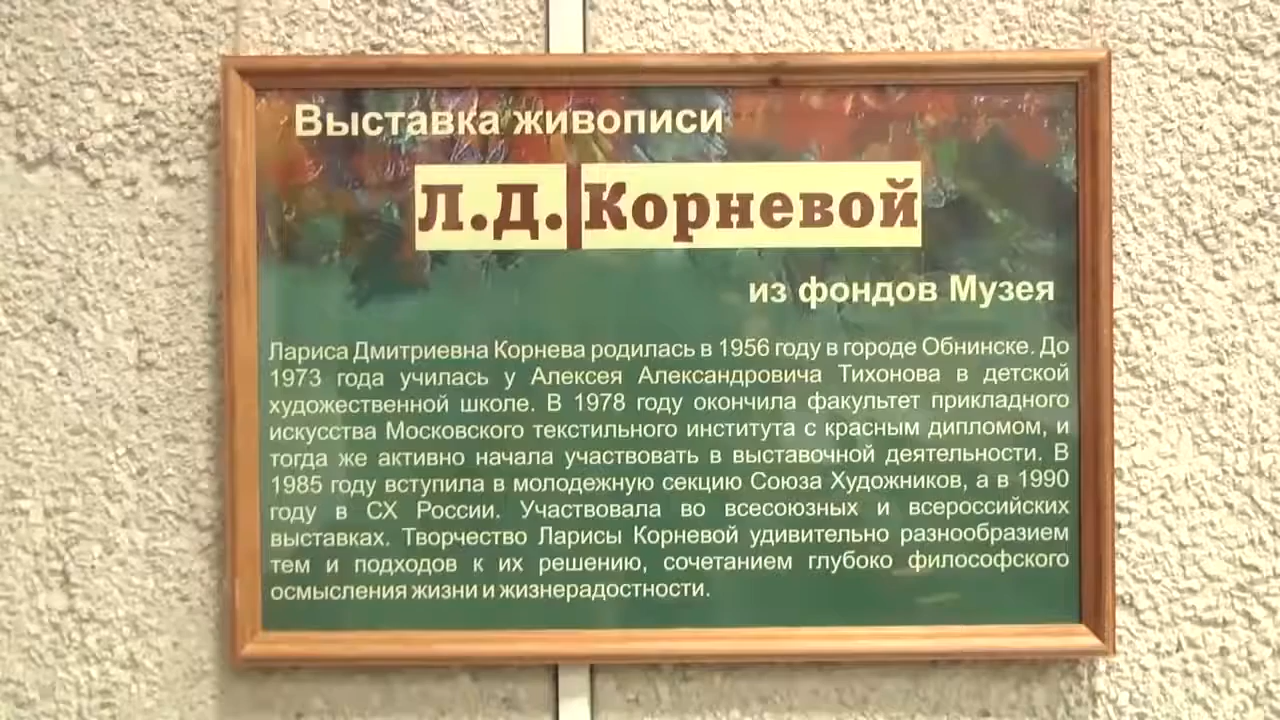 Выставка живописи
Л.Д. Корневой
из фондов Музея
Лариса Дмитриевна Корнева родилась в 1956 году в городе Обнинске. До
1973 года училась у Алексея Александровича Тихонова в детской
художественной школе. В 1978 году окончила факультет прикладного
искусства Московского текстильного института с красным дипломом, и
тогда же активно начала участвовать в выставочной деятельности. В
1985 году вступила в молодежную секцию Союза Художников, а в 1990
году в СХ России. Участвовала во всесоюзных и всероссийских
выставках. Творчество Ларисы Корневой удивительно разнообразием
тем и подходов к их решению, сочетанием глубоко философского
осмысления жизни и жизнерадостности.